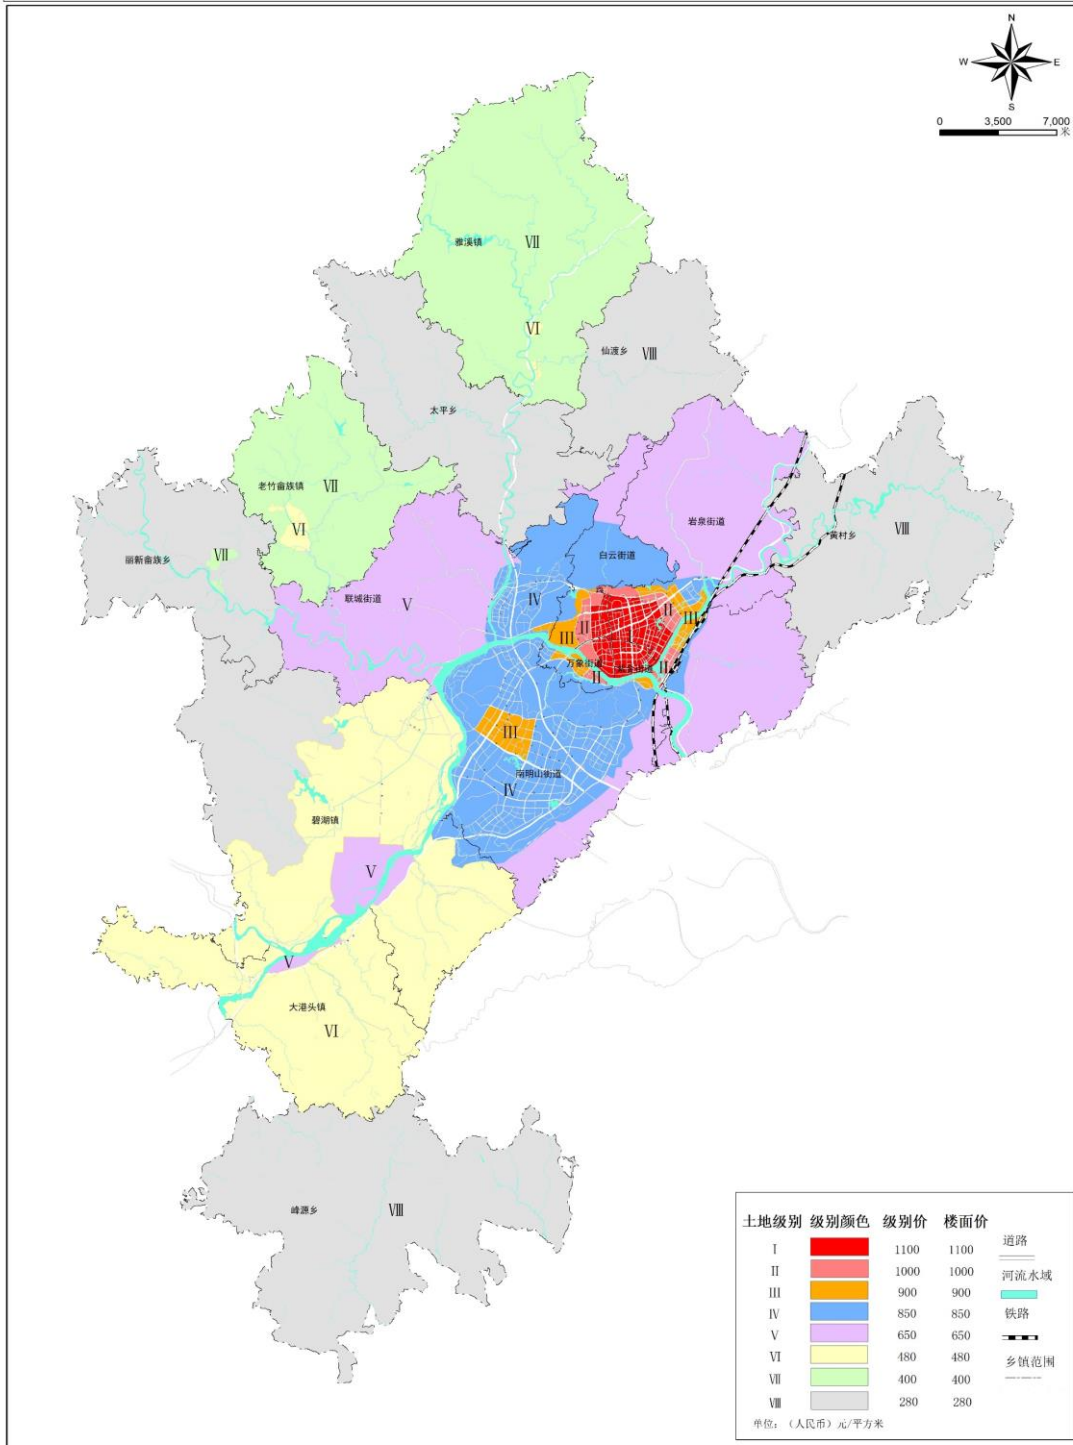 N
W E
S
0 3,500 7,000
米
雅溪镇 Ⅶ
Ⅵ
仙渡乡 Ⅷ
太平乡
老竹畲族镇 Ⅶ
Ⅵ
岩泉街道
黄村乡 Ⅷ
丽新畲族乡 Ⅶ
白云街道
联城街道 Ⅴ
Ⅳ
Ⅰ
Ⅱ
Ⅱ
Ⅲ
Ⅲ
万象街道
Ⅱ
Ⅱ
Ⅲ
南明山街道
Ⅳ
碧湖镇
Ⅴ
Ⅴ
大港头镇
Ⅵ
峰源乡 Ⅷ
土地级别 级别颜色 级别价 楼面价
Ⅰ 1100 1100
Ⅱ 1000 1000
Ⅲ 900 900
Ⅳ 850 850
Ⅴ 650 650
Ⅵ 480 480
Ⅶ 400 400
Ⅷ 280 280
道路
河流水域
铁路
乡镇范围
单位：（人民币）元/平方米